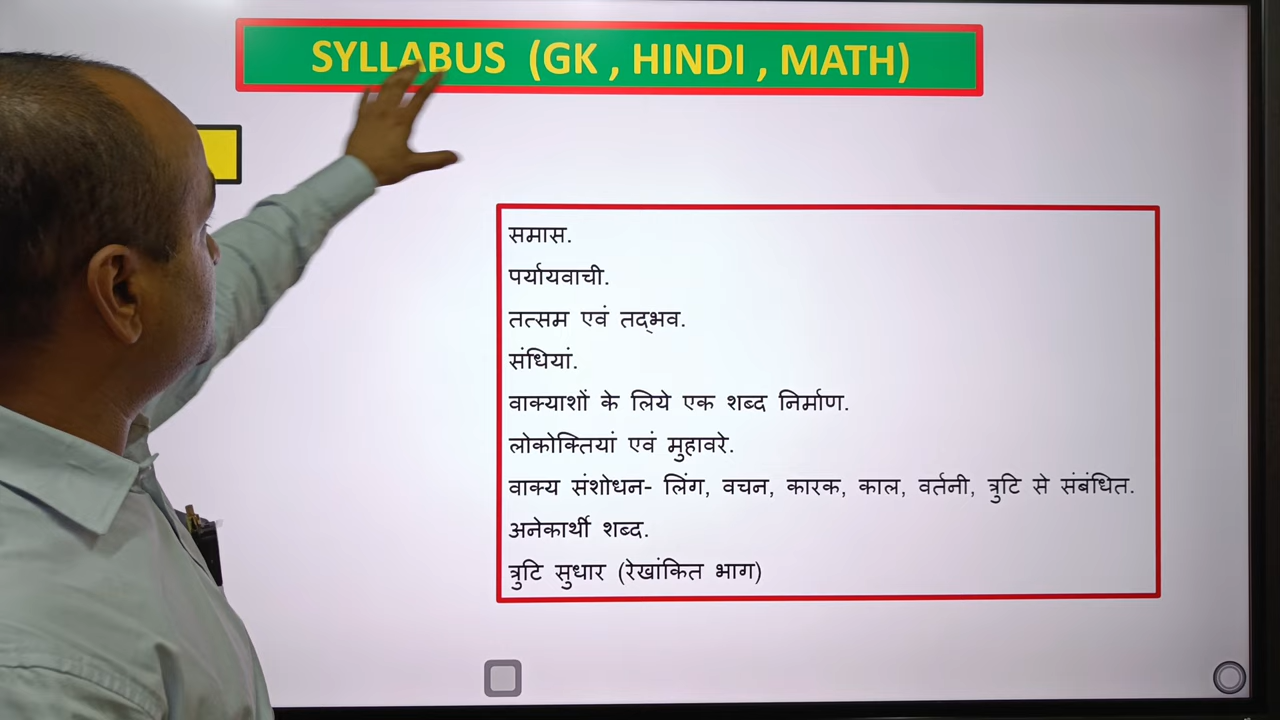 SYLLABUS (GK , HINDI , MATH)
समास.
पर्यायवाची.
तत्सम एवं तद्भव.
संधियां.
वाक्याशों के लिये एक शब्द निर्माण.
लोकोक्तियां एवं मुहावरे.
वाक्य संशोधन- लिंग, वचन, कारक, काल, वर्तनी, त्रुटि से संबंधित.
अनेकार्थी शब्द.
त्रुटि सुधार (रेखांकित भाग)